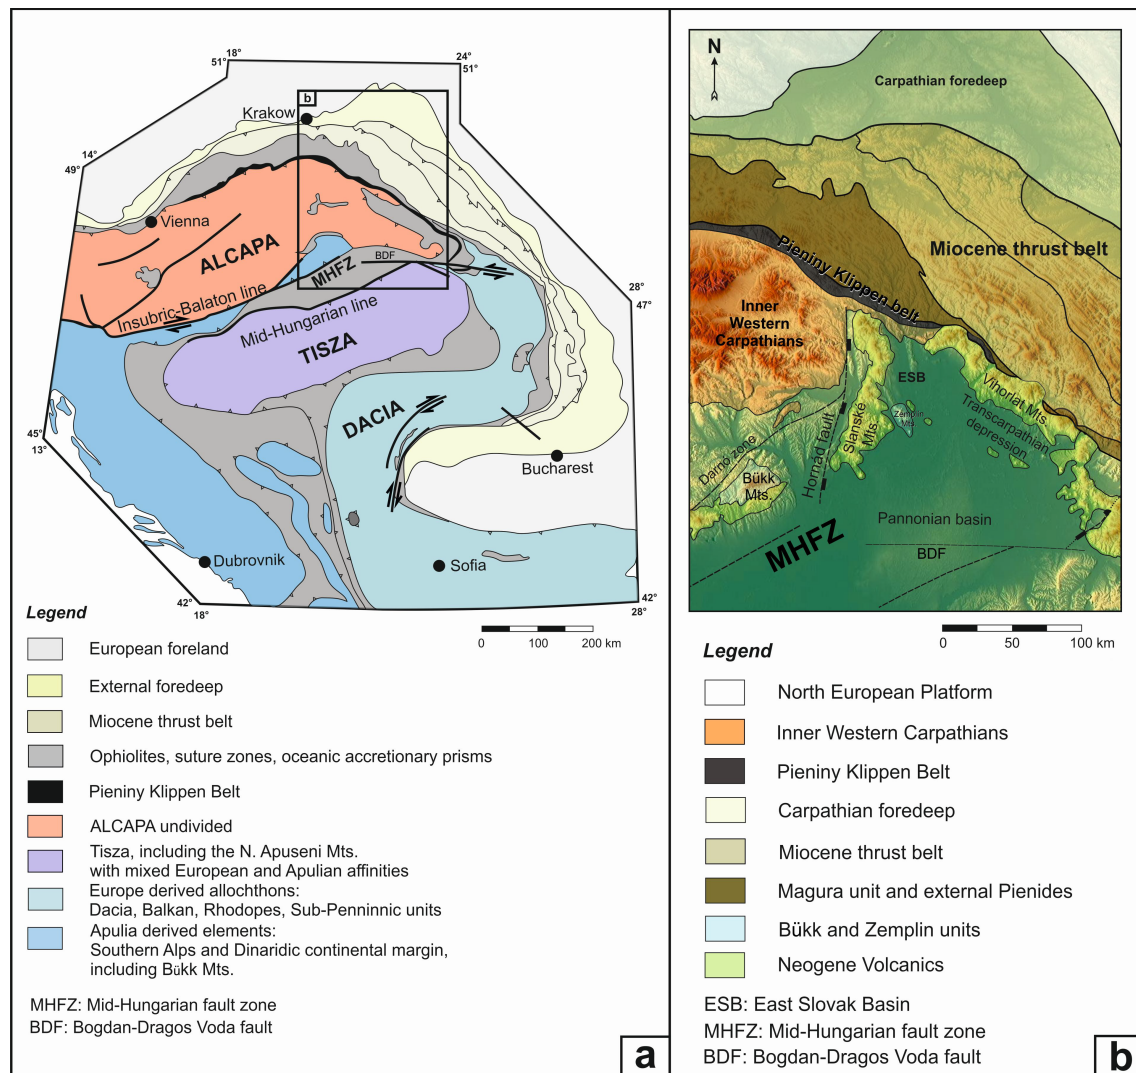 18°
51°
24°
51°
b
Krakow
14°
49°
Vienna
ALCAPA
MHFZ
BDF
Insubric-Balaton line
Mid-Hungarian line
TISZA
28°
47°
DACIA
45°
13°
Bucharest
Dubrovnik
Sofia
42°
18°
42°
28°
0 100 200 km
Legend
European foreland
External foredeep
Miocene thrust belt
Ophiolites, suture zones, oceanic accretionary prisms
Pieniny Klippen Belt
ALCAPA undivided
Tisza, including the N. Apuseni Mts.
with mixed European and Apulian affinities
Europe derived allochthons:
Dacia, Balkan, Rhodopes, Sub-Penninnic units
Apulia derived elements:
Southern Alps and Dinaridic continental margin,
including Bükk Mts.
MHFZ: Mid-Hungarian fault zone
BDF: Bogdan-Dragos Voda fault
a
N
Carpathian foredeep
Miocene thrust belt
Pieniny Klippen belt
Inner
Western
Carpathians
ESB
Vihorlat Mts.
Transcarpathian
depression
Zemplin
Mts.
Slanské
Mts.
Hornád fault
Darnó zone
Bükk
Mts.
Pannonian basin
MHFZ
BDF
0 50 100 km
Legend
North European Platform
Inner Western Carpathians
Pieniny Klippen Belt
Carpathian foredeep
Miocene thrust belt
Magura unit and external Pienides
Bükk and Zemplin units
Neogene Volcanics
ESB: East Slovak Basin
MHFZ: Mid-Hungarian fault zone
BDF: Bogdan-Dragos Voda fault
b